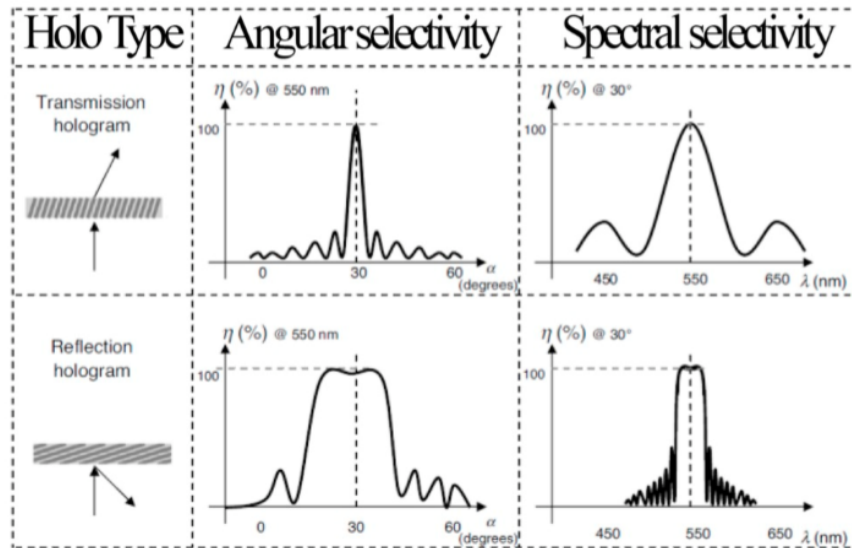 Holo Type
Angular selectivity
Spectral selectivity
Transmission
hologram
η (%) @ 550 nm
100
0
30
60
α
(degrees)
η (%) @ 30°
100
450
550
650
λ (nm)
Reflection
hologram
η (%) @ 550 nm
100
0
30
60
α
(degrees)
η (%) @ 30°
100
450
550
650
λ (nm)